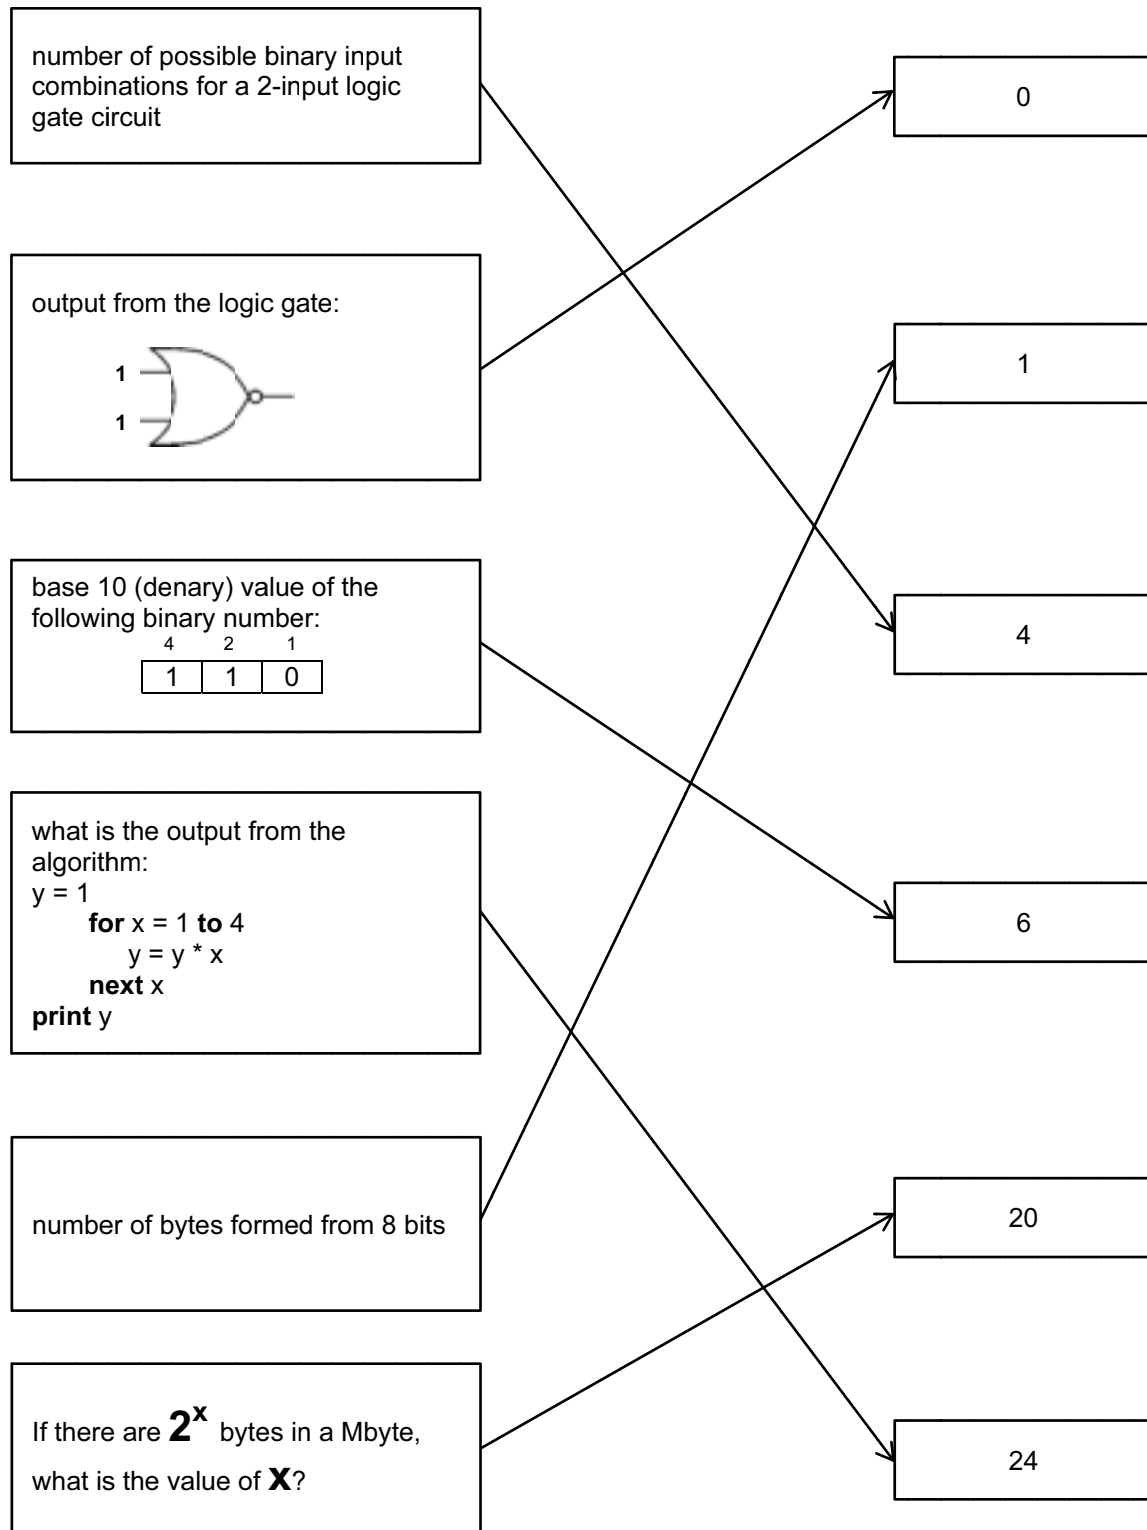 number of possible binary input
combinations for a 2-input logic
gate circuit
output from the logic gate:
1
1
base 10 (denary) value of the
following binary number:
4 2 1
1 1 0
what is the output from the
algorithm:
y = 1
for x = 1 to 4
y = y * x
next x
print y
number of bytes formed from 8 bits
If there are 2^x bytes in a Mbyte,
what is the value of x?
0
1
4
6
20
24